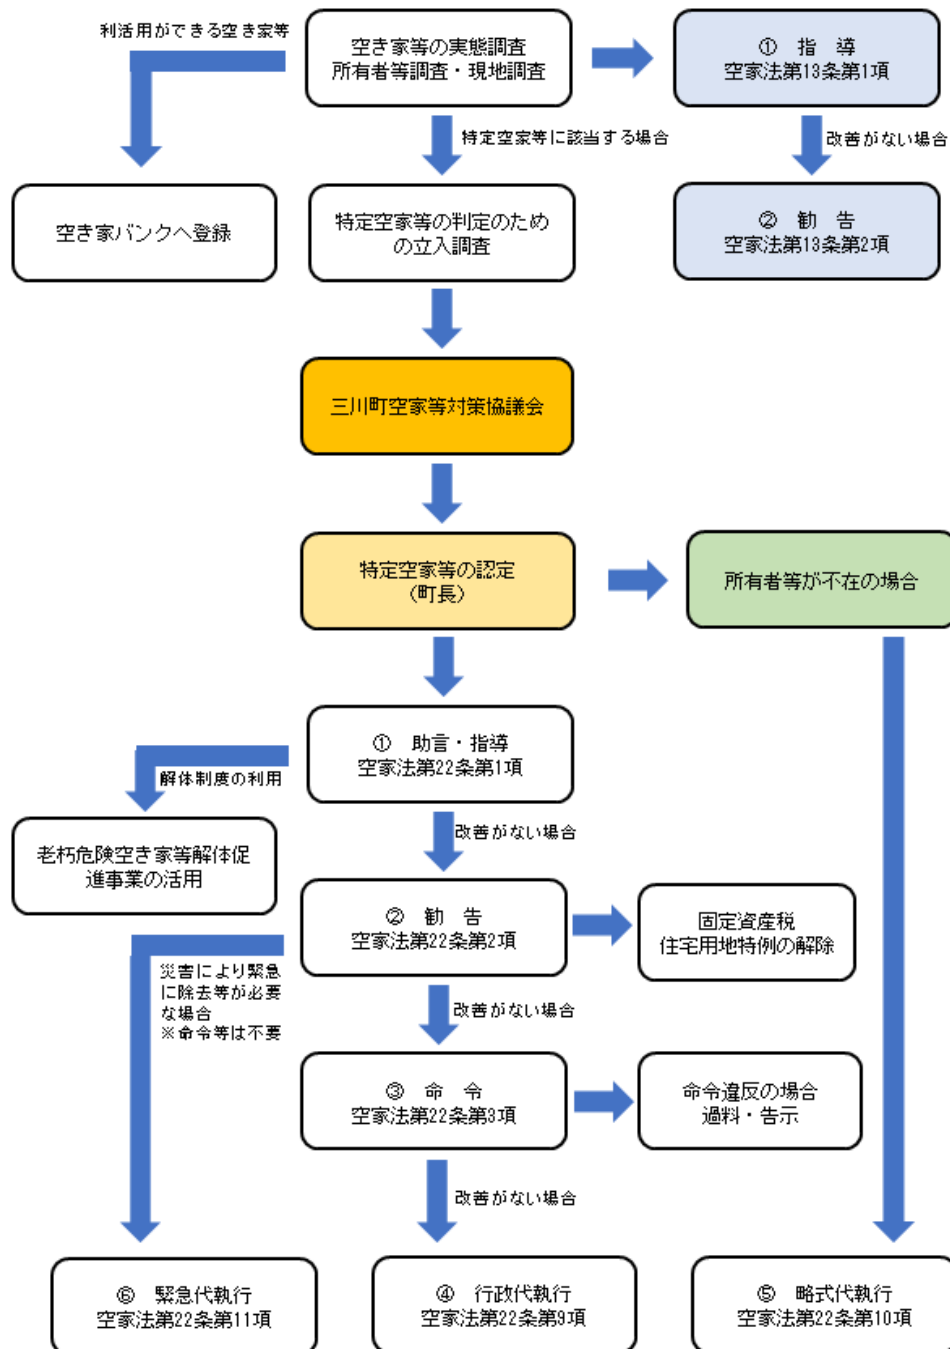 利活用ができる空き家等
空き家等の実態調査
所有者等調査・現地調査
① 指 導
空家法第13条第1項
特定空家等に該当する場合
改善がない場合
空き家バンクへ登録
特定空家等の判定のため
の立入調査
② 勧 告
空家法第13条第2項
三川町空家等対策協議会
特定空家等の認定
(町長)
所有者等が不在の場合
① 助言・指導
空家法第22条第1項
解体制度の利用
改善がない場合
老朽危険空き家等解体促
進事業の活用
② 勧 告
空家法第22条第2項
固定資産税
住宅用地特例の解除
災害により緊急
に除去等が必要
な場合
※命令等は不要
改善がない場合
③ 命 令
空家法第22条第3項
命令違反の場合
過料・告示
改善がない場合
⑥ 緊急代執行
空家法第22条第11項
④ 行政代執行
空家法第22条第9項
⑤ 略式代執行
空家法第22条第10項